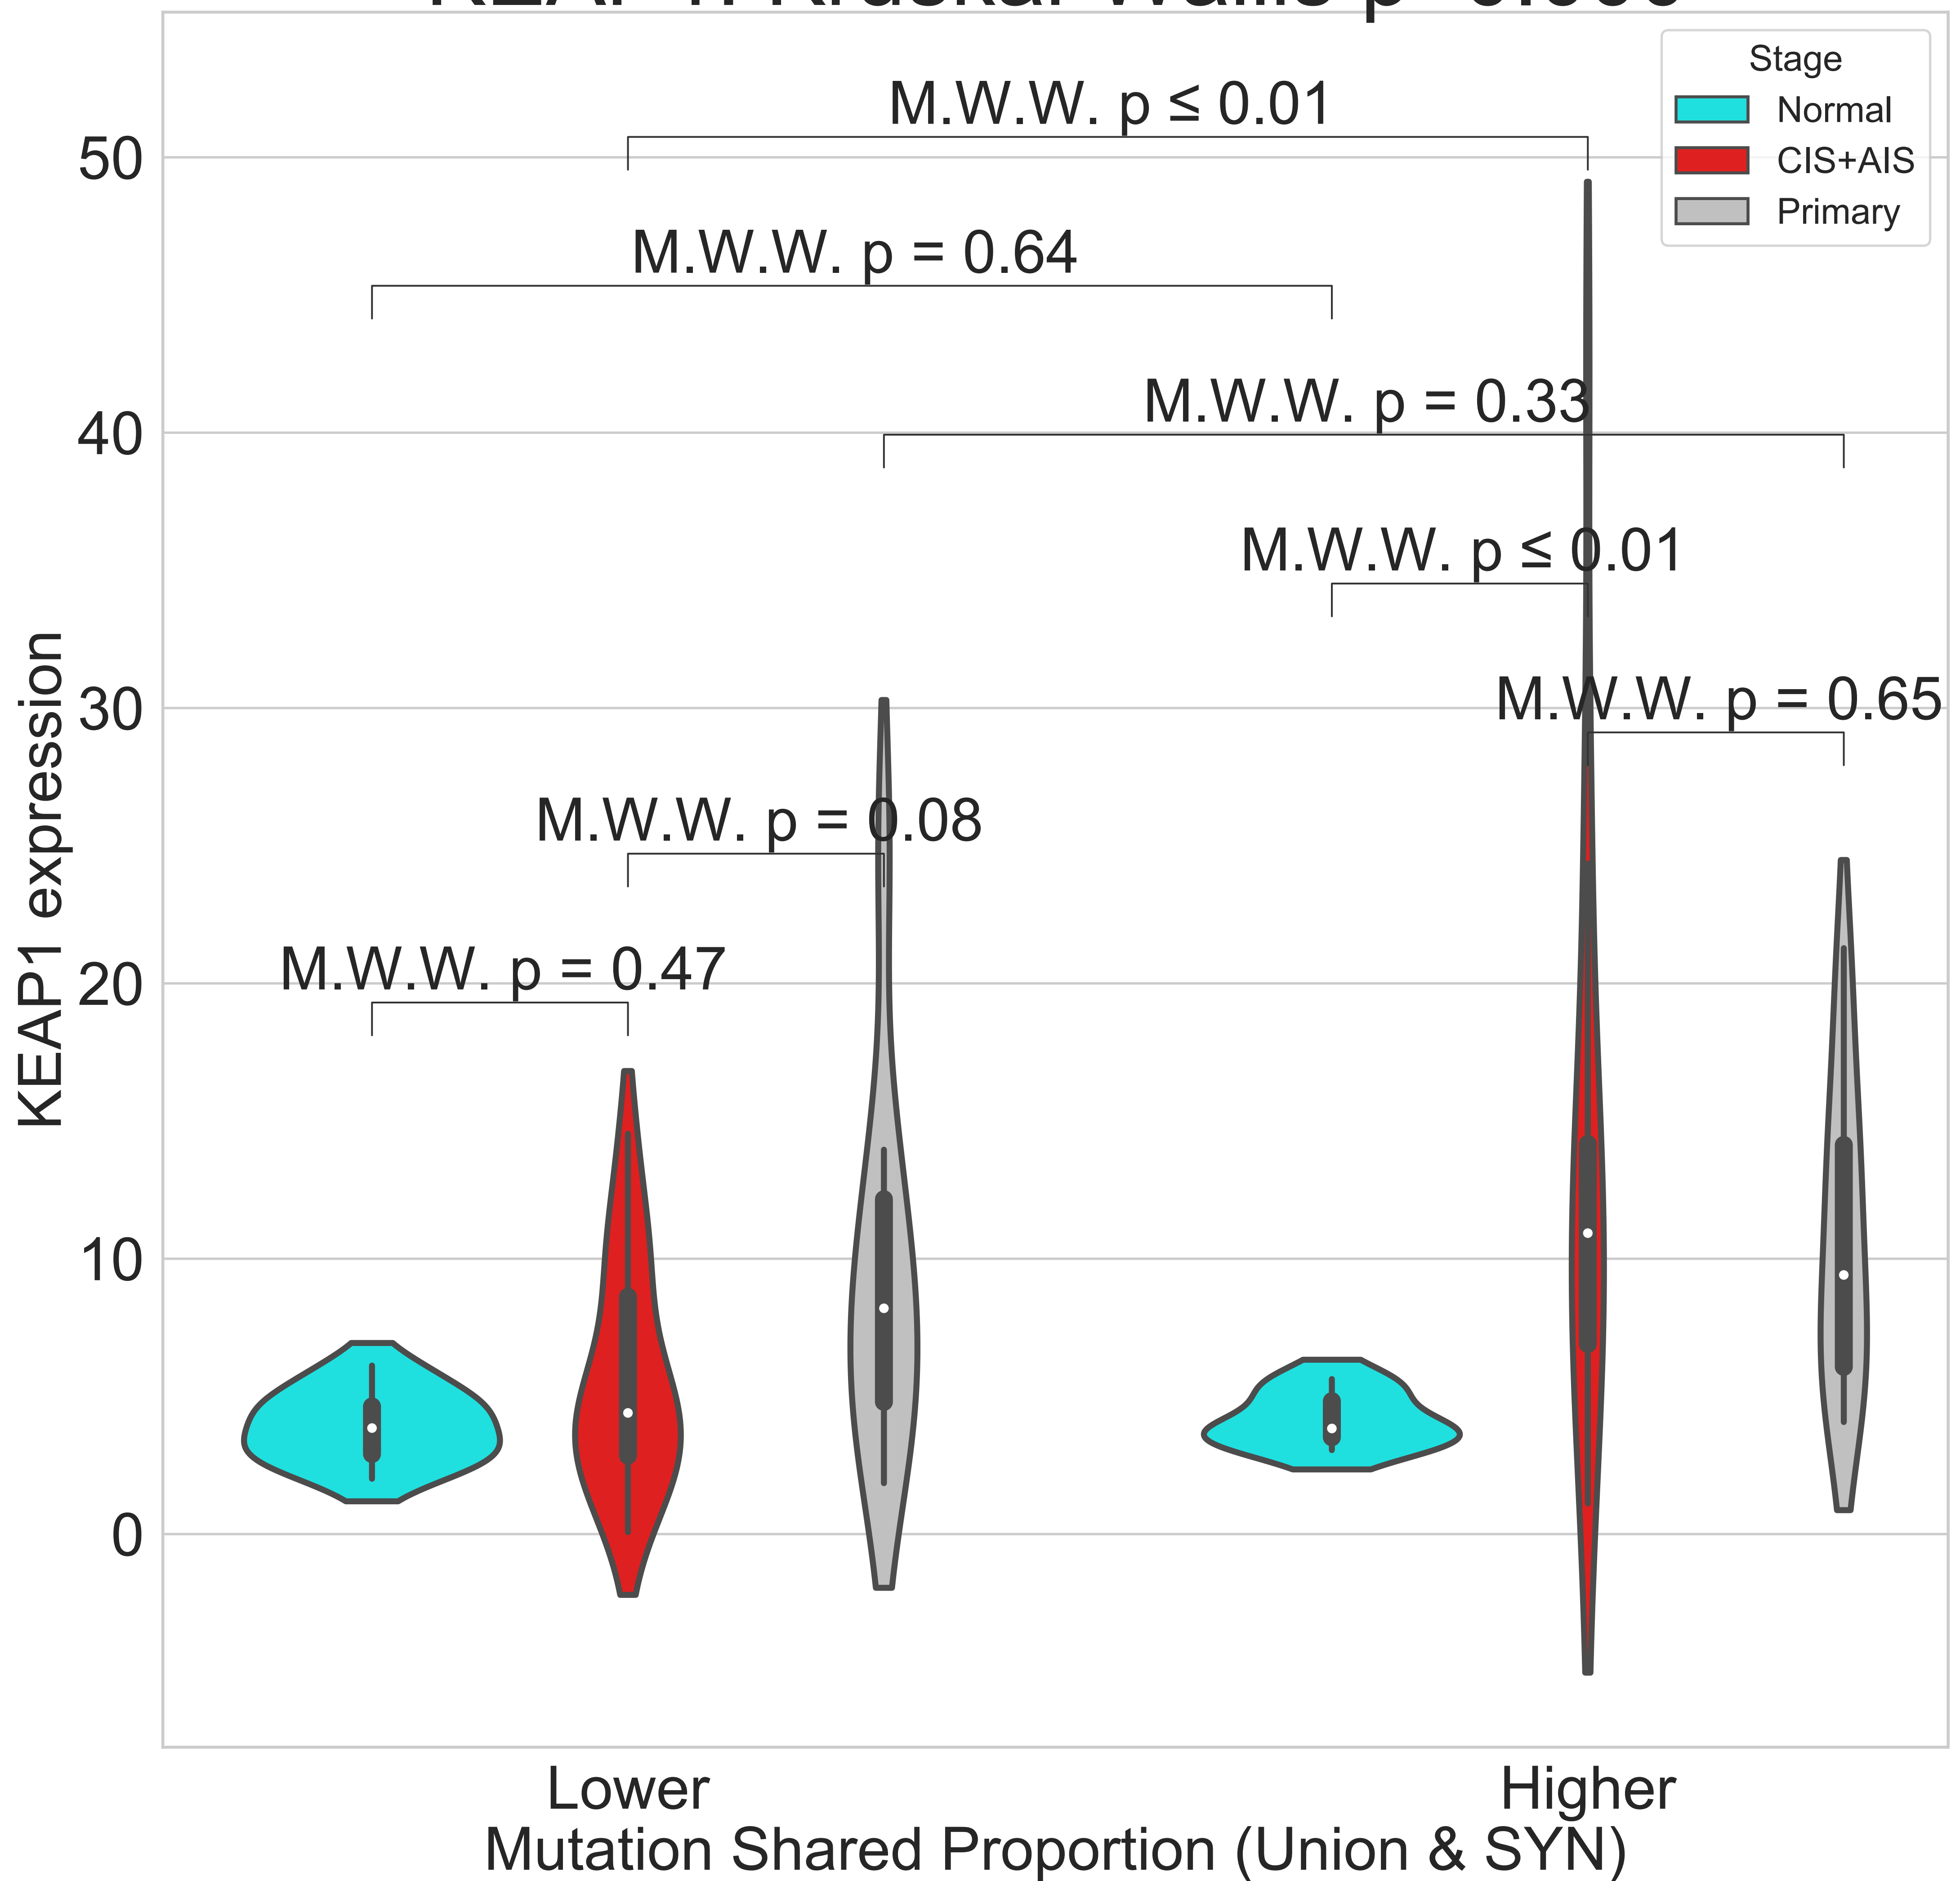 Stage
Normal
CIS+AIS
Primary
M.W.W. p ≤ 0.01
M.W.W. p = 0.64
M.W.W. p = 0.33
M.W.W. p ≤ 0.01
M.W.W. p = 0.65
M.W.W. p = 0.08
M.W.W. p = 0.47
50
40
30
20
10
0
KEAP1 expression
Lower
Higher
Mutation Shared Proportion (Union & SYN)